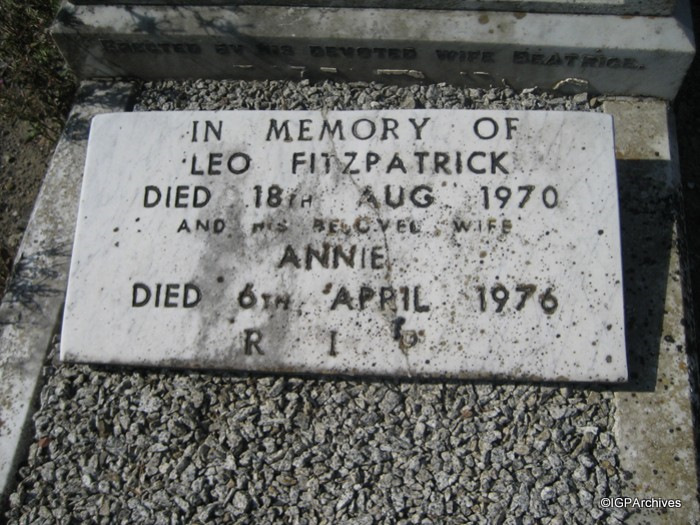 ERECTED BY HIS DEVOTED WIFE BEATRICE.
IN MEMORY OF
LEO FITZPATRICK
DIED 18TH AUG 1970
AND HIS BELOVED WIFE
ANNIE
DIED 6TH APRIL 1976
R I P
©IGPArchives